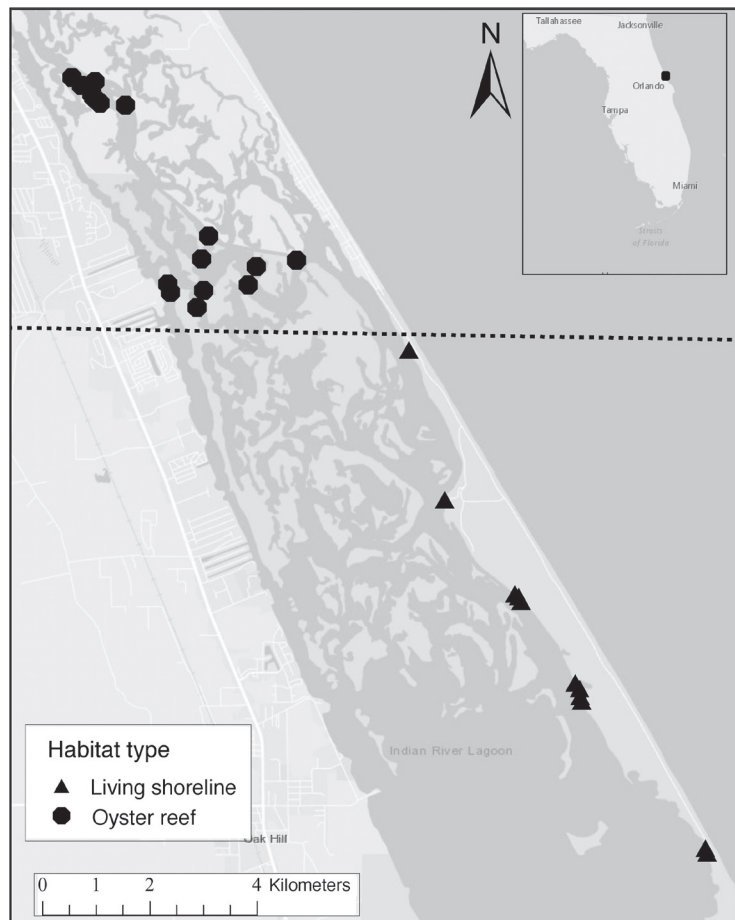 N
Tallahassee
Jacksonville
Orlando
Tampa
Miami
Straits
of Florida
Indian River Lagoon
Habitat type
Living shoreline
Oyster reef
Oak Hill
0 1 2 4 Kilometers